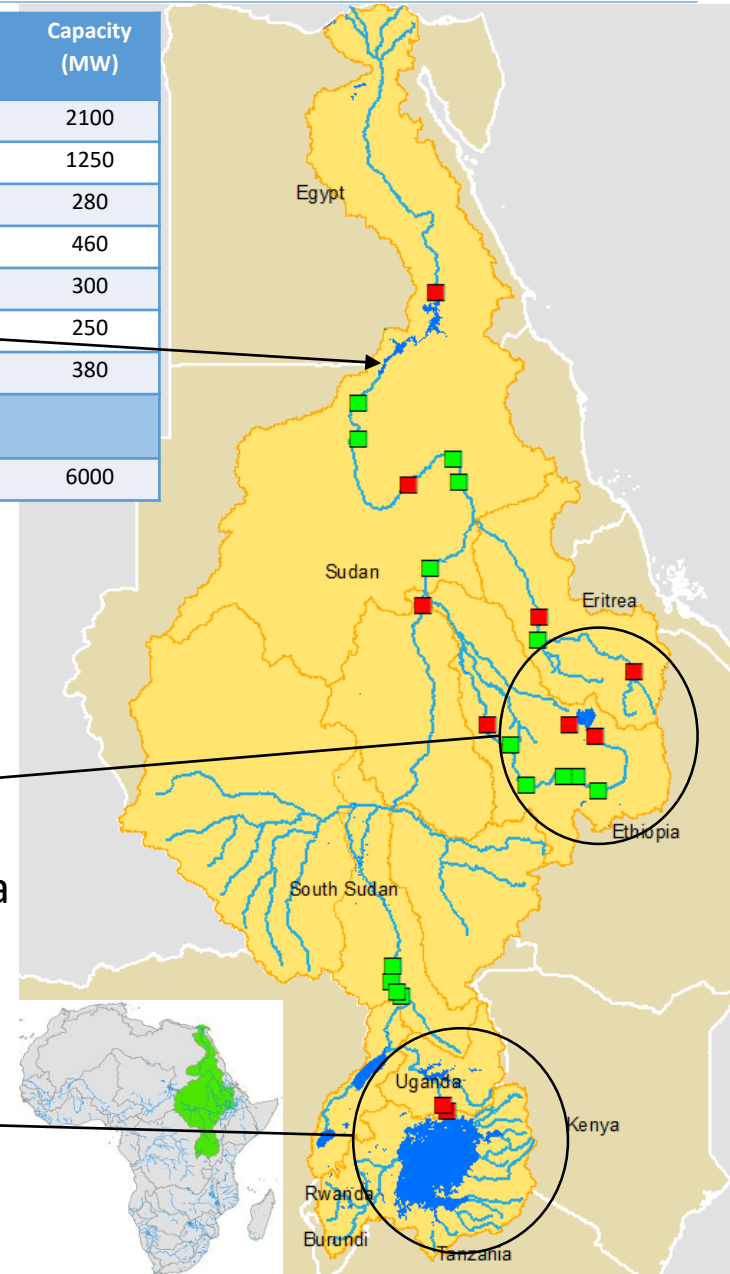 Capacity
(MW)
2100
1250
280
460
300
250
380
6000
Egypt
Sudan
Eritrea
Ethiopia
a
South Sudan
Uganda
Kenya
Rwanda
Burundi
Tanzania